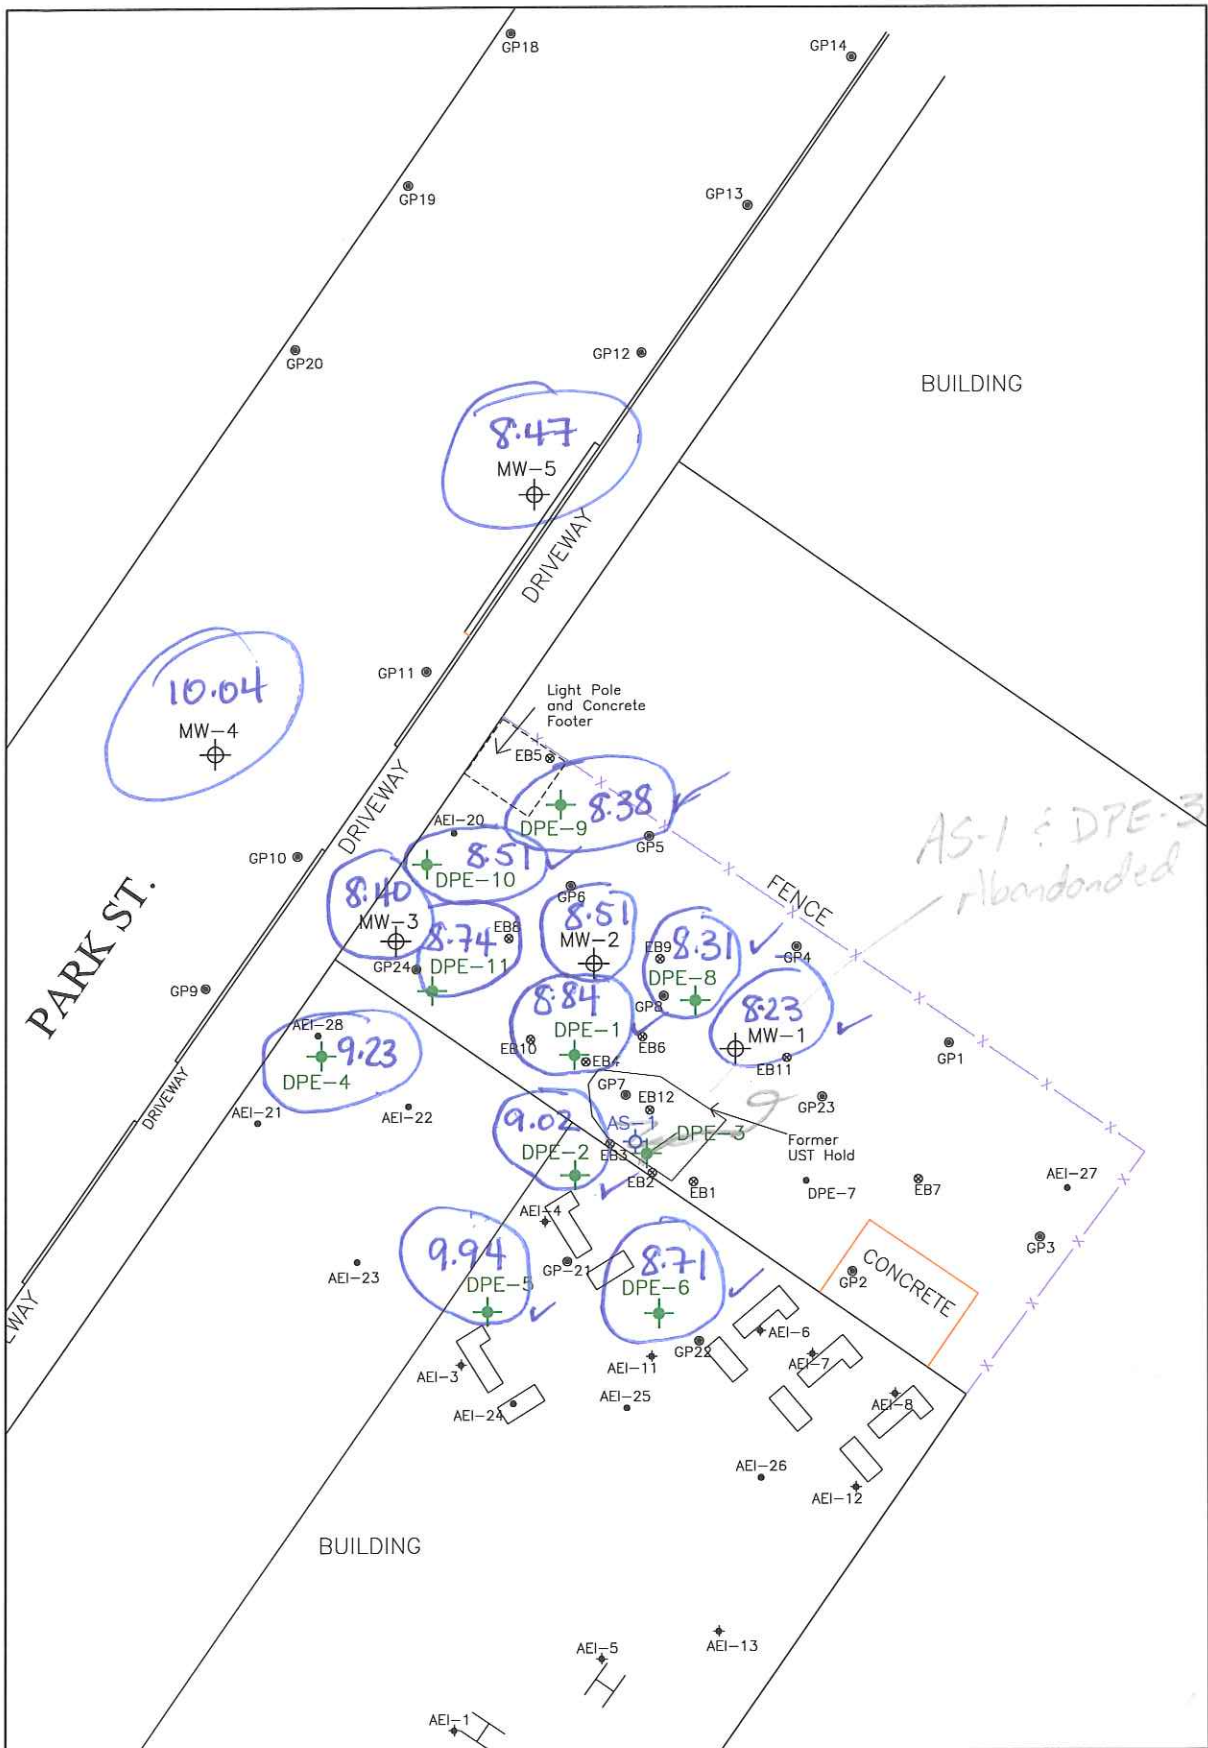 GP18
GP14
GP19
GP13
GP20
GP12
BUILDING
8.47
MW-5
DRIVEWAY
GP11
10.04
MW-4
Light Pole
and Concrete
Footer
EB5
DRIVEWAY
8.38
DPE-9
AEI-20
GP5
AS-1 & DPE-3
Abandonded
GP10
8.51
DPE-10
GP6
FENCE
8.40
MW-3
8.74
EB8
8.51
MW-2
EB9
8.31
GP4
PARK ST.
GP24
DPE-11
DPE-8
GP9
8.84
GP8
8.23
AEI-28
DPE-1
MW-1
GP1
9.23
EB10
EB4
EB6
EB11
DPE-4
GP7
DRIVEWAY
AEI-21
AEI-22
9.02
EB12
GP23
AS-1
DPE-3
Former
UST Hold
DPE-2
EB3
EB2
EB1
DPE-7
EB7
AEI-27
AEI-4
9.94
8.71
GP3
AEI-23
DPE-5
GP-21
DPE-6
GP2
CONCRETE
EWAY
AEI-6
AEI-3
AEI-11
GP22
AEI-7
AEI-24
AEI-25
AEI-8
AEI-26
AEI-12
BUILDING
AEI-5
AEI-13
AEI-1